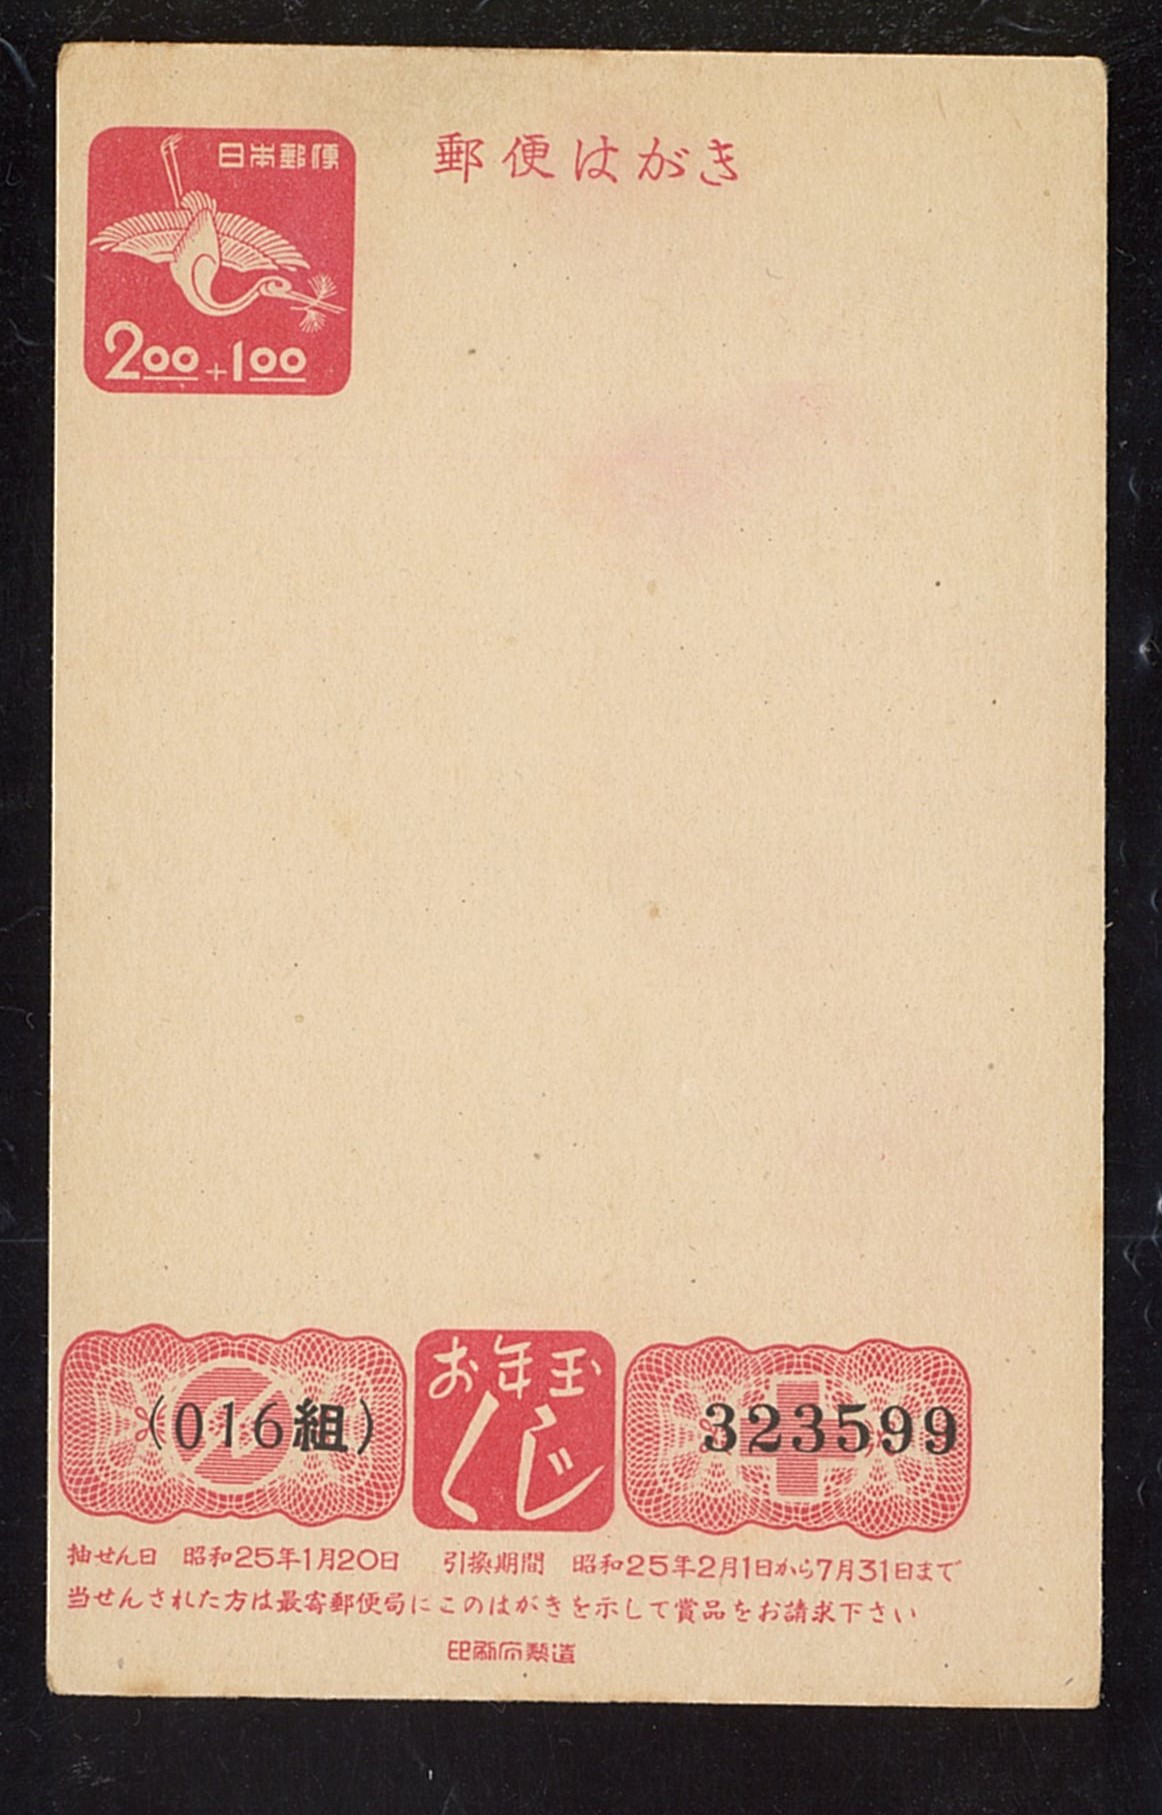 日本郵便
郵便はがき
2.00+1.00
お年玉
くじ
(016組)
323599
抽せん日 昭和25年1月20日 引換期間 昭和25年2月1日から7月31日まで
当せんされた方は最寄郵便局にこのはがきを示して賞品をお請求下さい
印刷庁製造